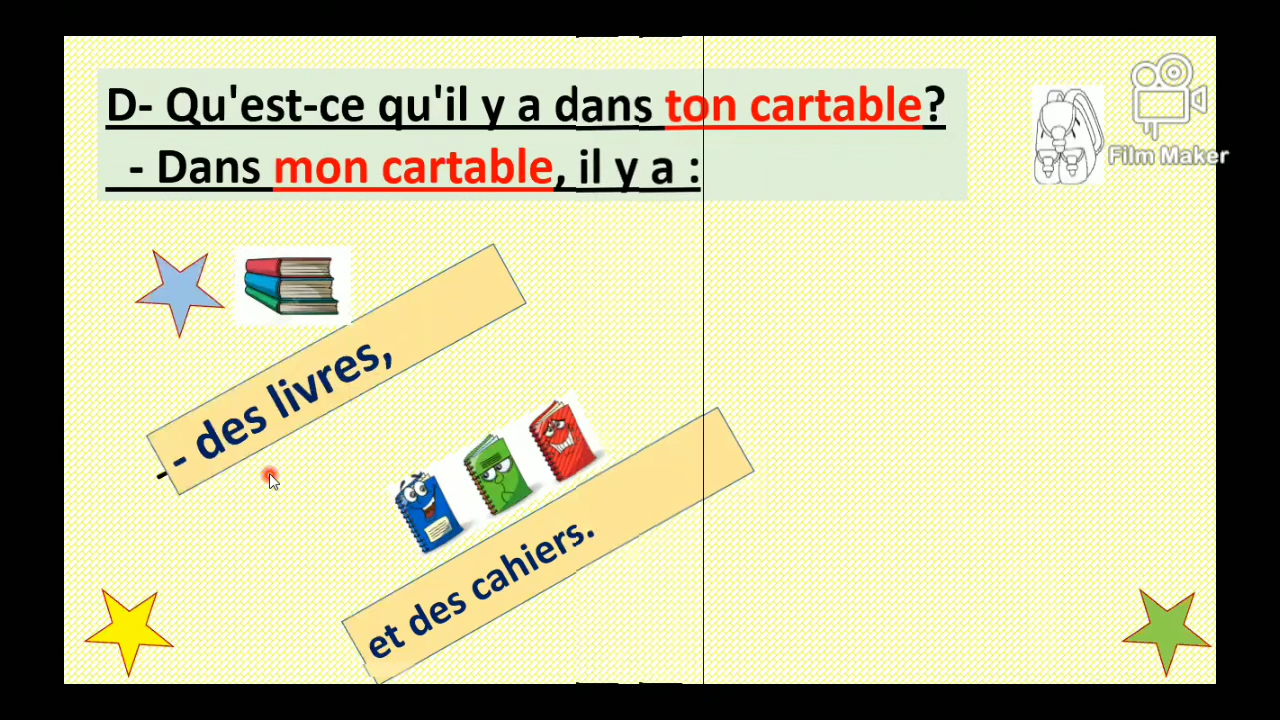 D- Qu'est-ce qu'il y a dans ton cartable?
- Dans mon cartable, il y a :
Film Maker
- des livres,
et des cahiers.